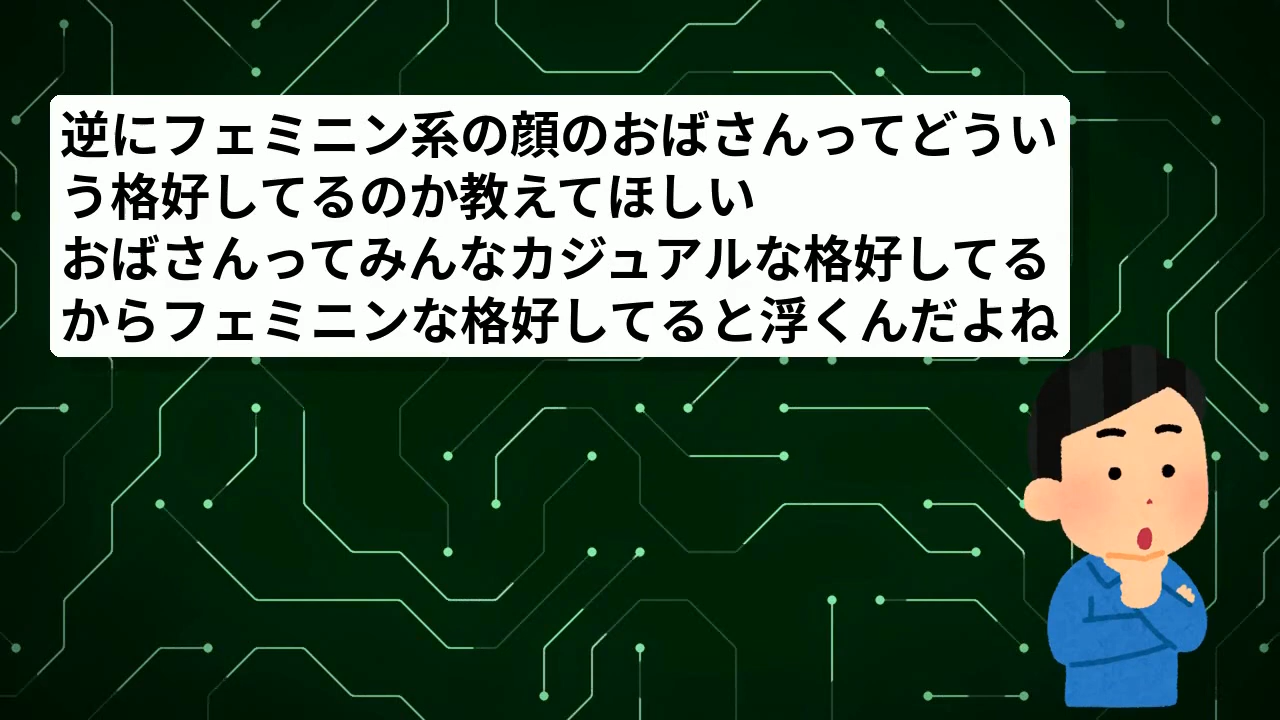 逆にフェミニン系の顔のおばさんってどうい
う格好してるのか教えてほしい
おばさんってみんなカジュアルな格好してる
からフェミニンな格好してると浮くんだよね